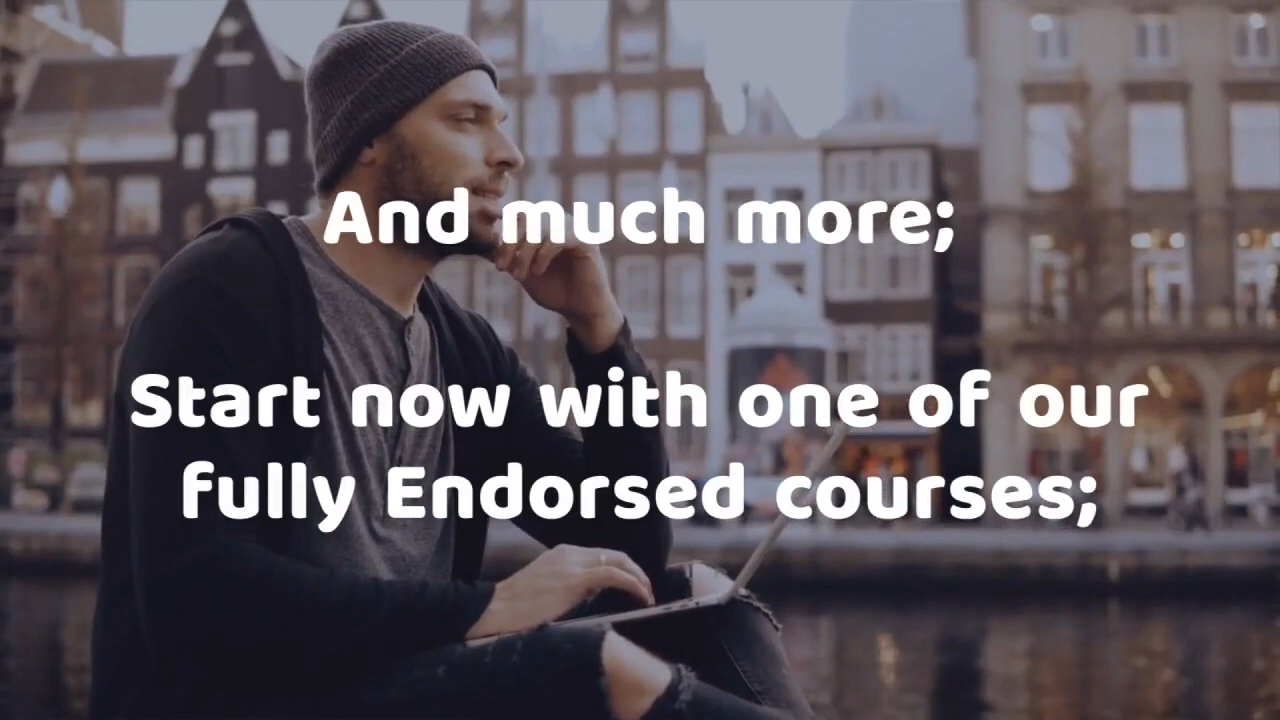 And much more;
Start now with one of our
fully Endorsed courses;